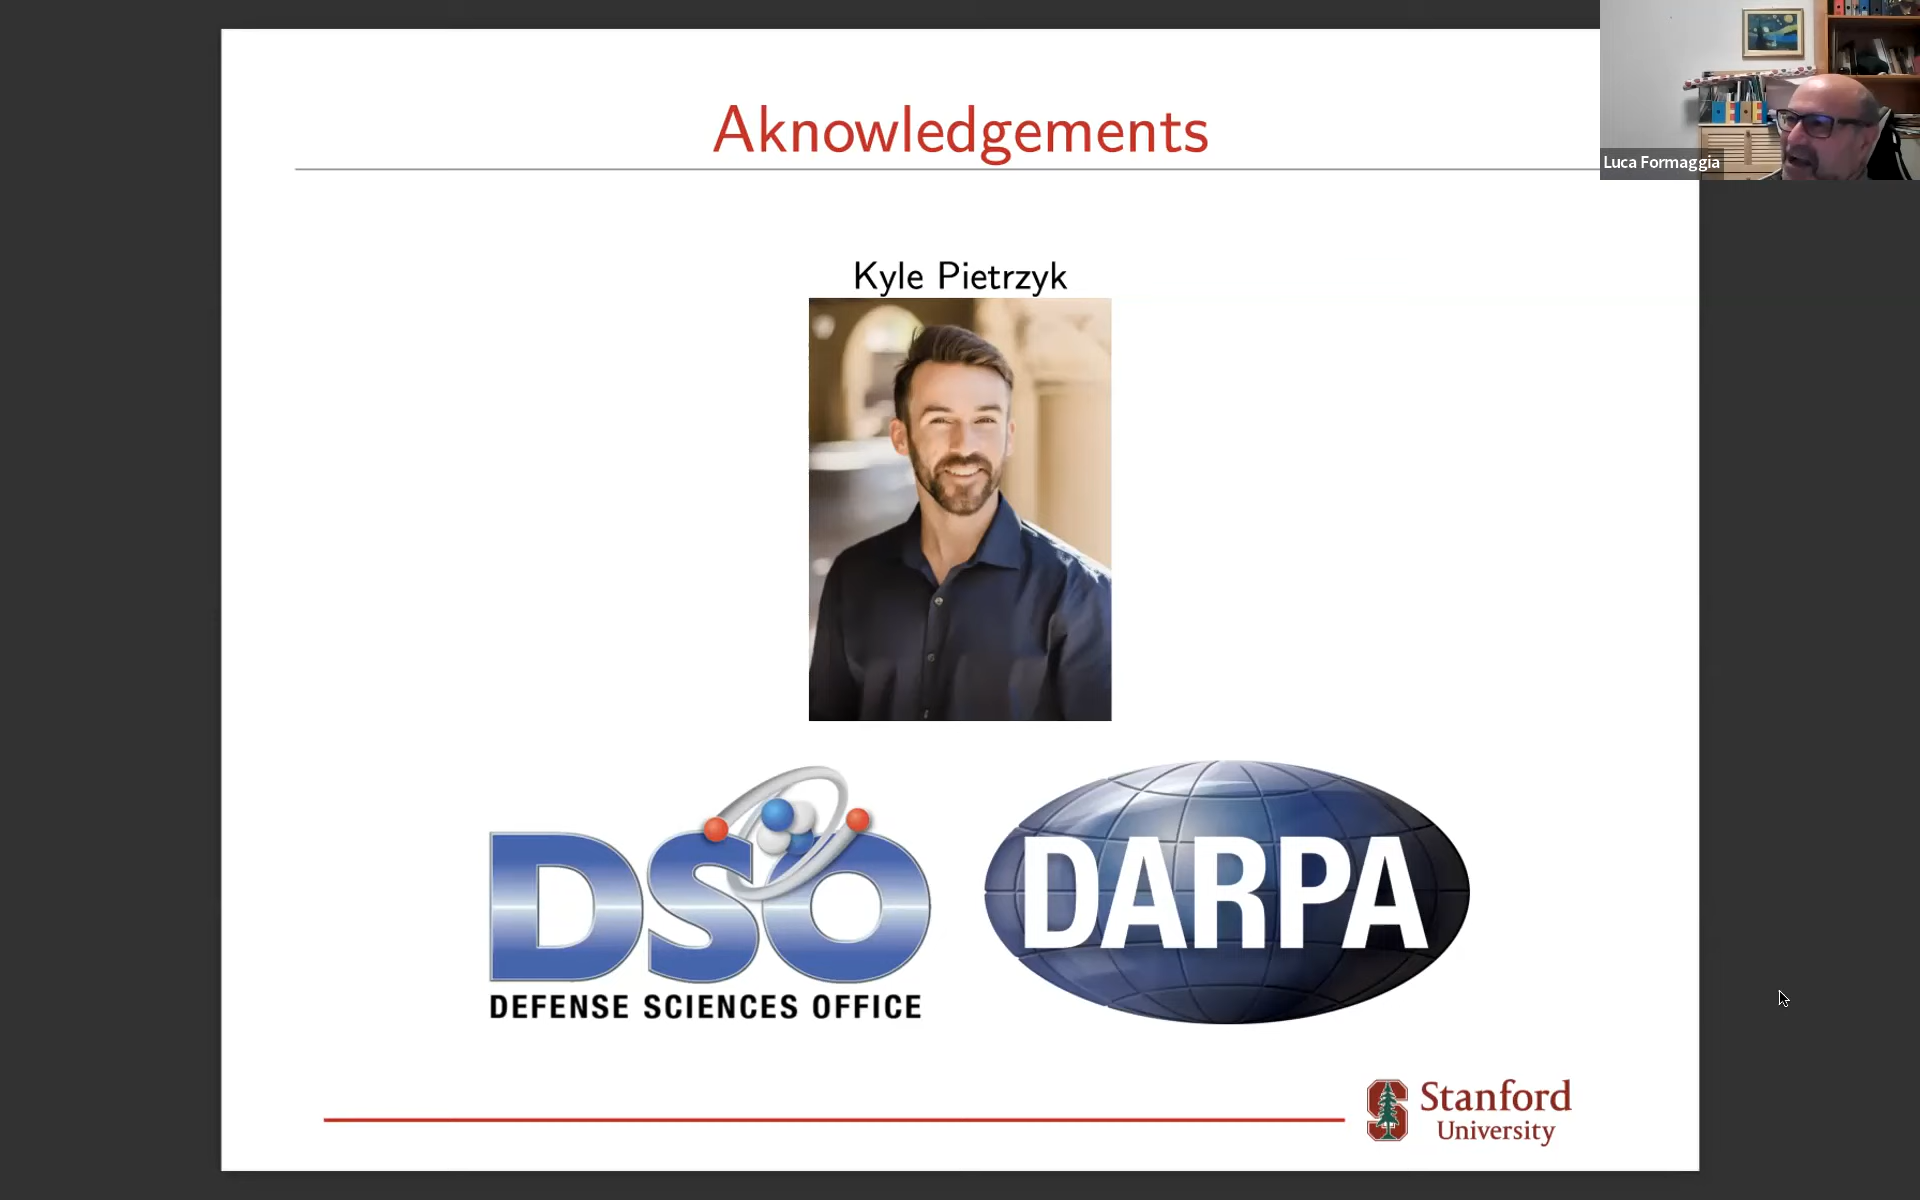 Aknowledgements
Luca Formaggia
Kyle Pietrzyk
DSO
DEFENSE SCIENCES OFFICE
DARPA
Stanford
University